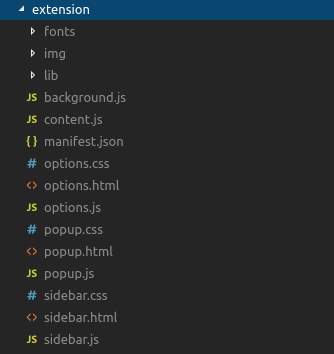 extension
fonts
img
lib
JS background.js
JS content.js
{} manifest.json
# options.css
<> options.html
JS options.js
# popup.css
<> popup.html
JS popup.js
# sidebar.css
<> sidebar.html
JS sidebar.js